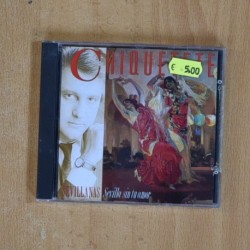 CHIQUETETE
€ 5,00
SEVILLANAS Sevilla sin tu amor